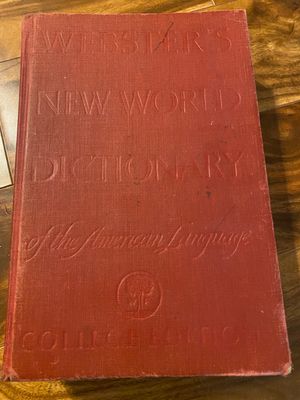 WEBSTER'S
NEW WORLD
DICTIONARY
of the American Language
COLLEGE EDITION